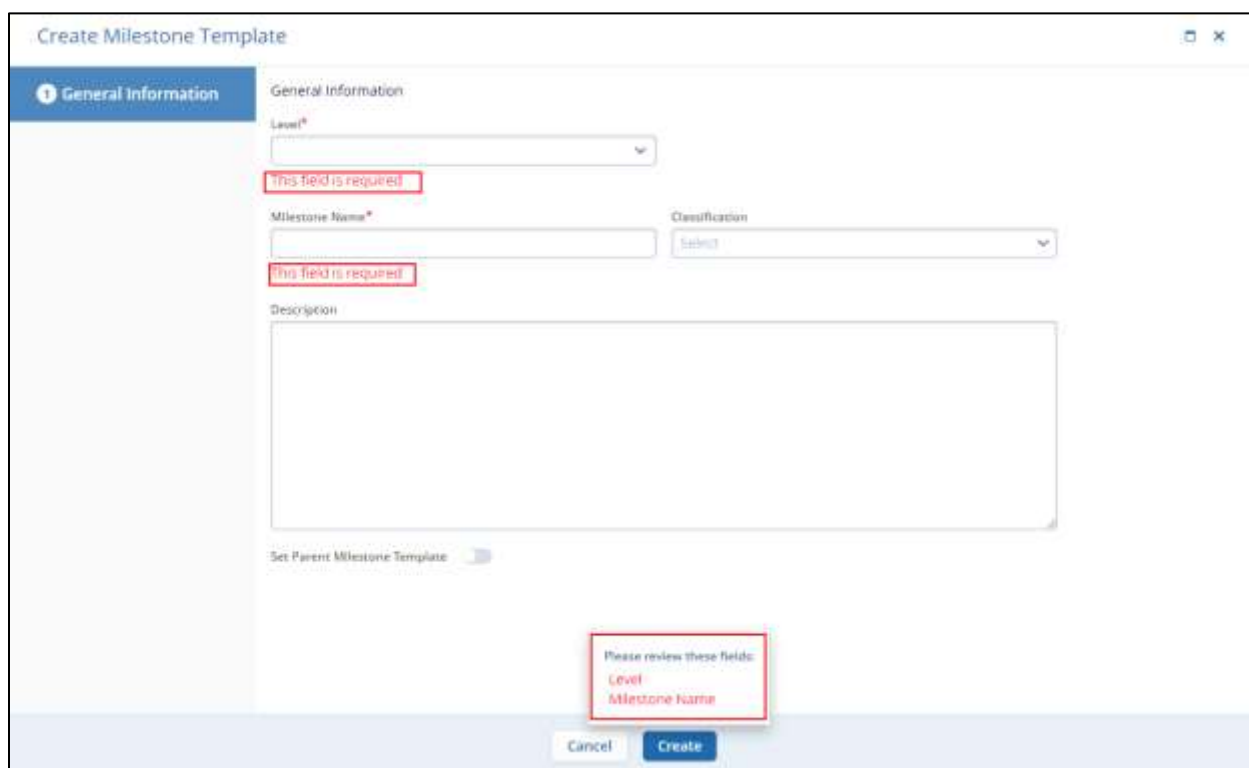 Create Milestone Template
1 General Information
General Information
Level*
This field is required
Milestone Name*
Classification
Select
This field is required
Description
Set Parent Milestone Template
Please review these fields:
Level
Milestone Name
Cancel
Create